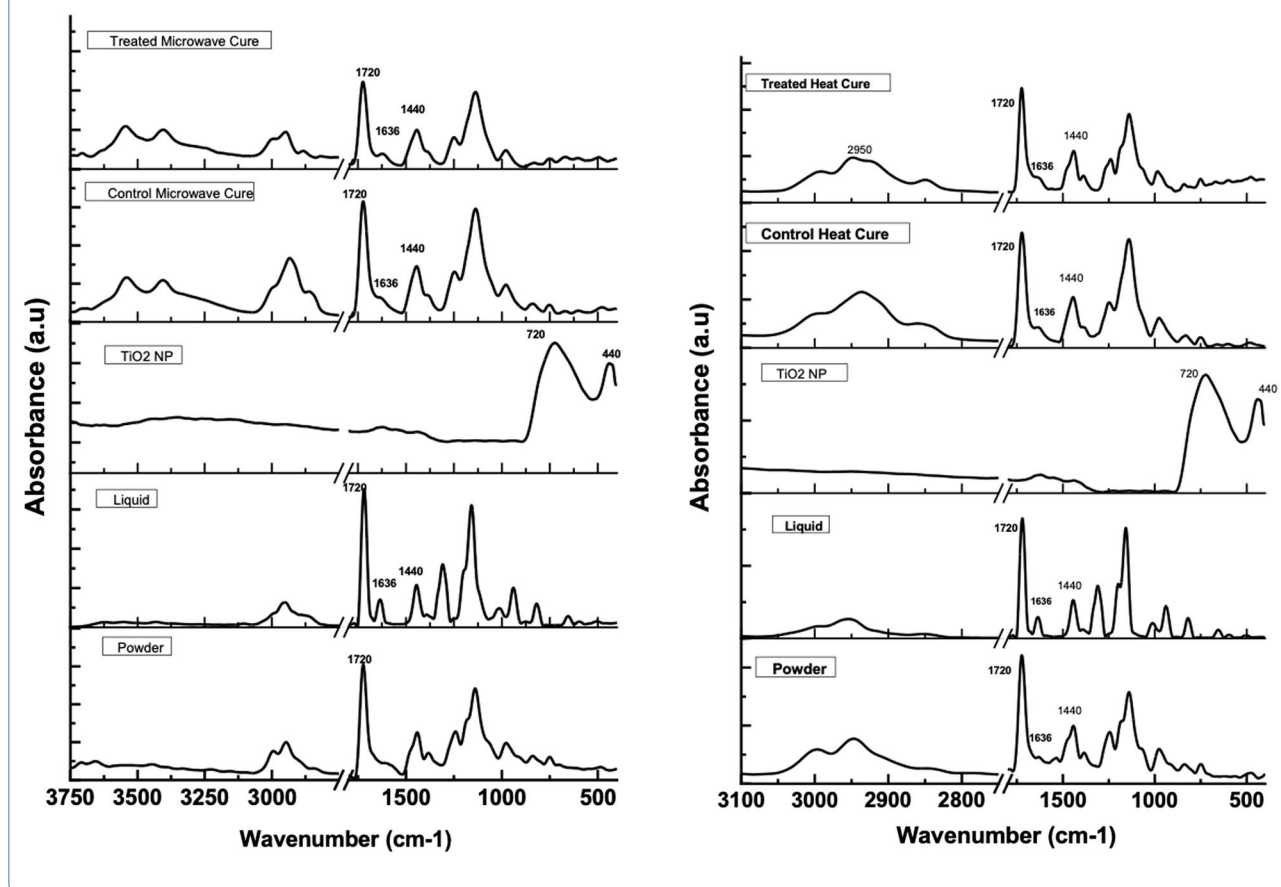 Treated Microwave Cure
1720
1636
1440
Control Microwave Cure
1720
1636
1440
TiO2 NP
720
440
Liquid
1720
1636
1440
Powder
1720
3750 3500 3250 3000 1500 1000 500
Wavenumber (cm-1)
Absorbance (a.u)
Treated Heat Cure
1720
2950
1636
1440
Control Heat Cure
1720
1636
1440
TiO2 NP
720
440
Liquid
1720
1636
1440
Powder
1720
1636
1440
3100 3000 2900 2800 1500 1000 500
Wavenumber (cm-1)
Absorbance (a.u)